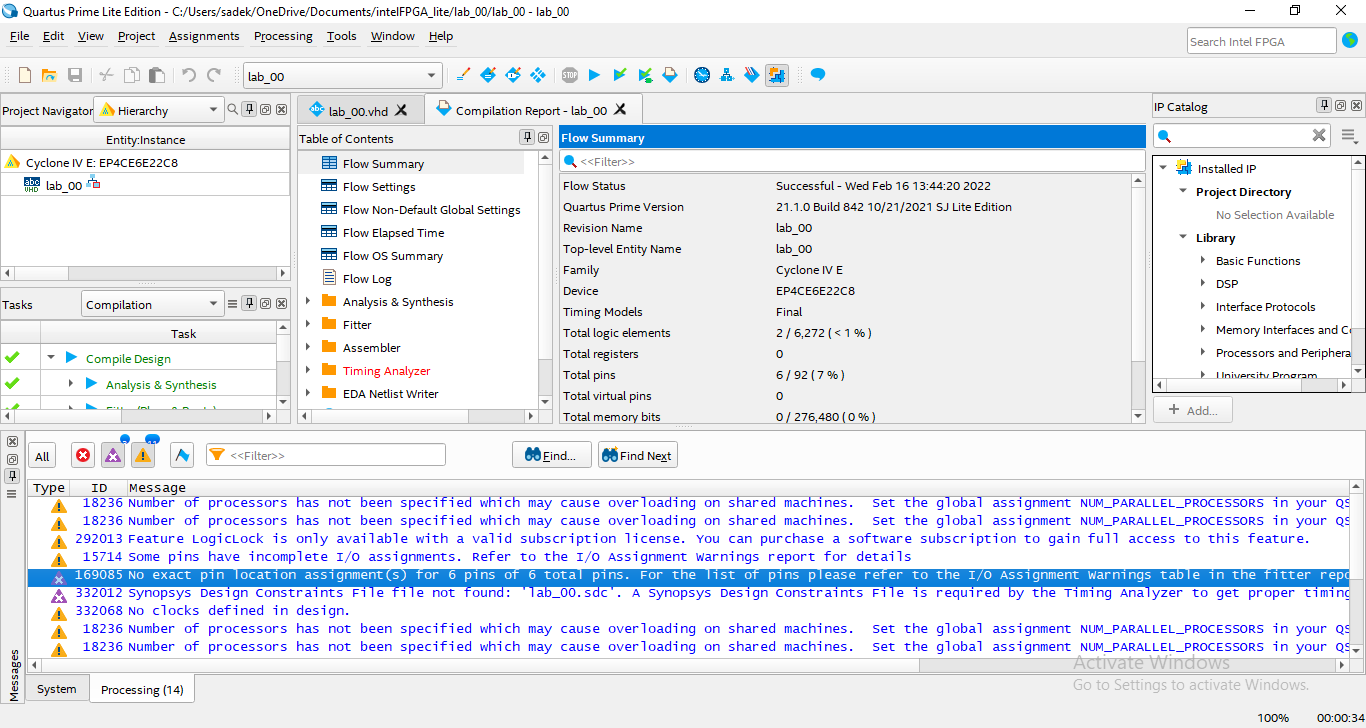 Quartus Prime Lite Edition - C:/Users/sadek/OneDrive/Documents/intelFPGA_lite/lab_00/lab_00 - lab_00
File Edit View Project Assignments Processing Tools Window Help
Search Intel FPGA
lab_00
STOP
Project Navigator Hierarchy
Entity:Instance
Cyclone IV E: EP4CE6E22C8
abc VHD lab_00
Tasks Compilation
Task
Compile Design
Analysis & Synthesis
lab_00.vhd
Compilation Report - lab_00
Table of Contents
Flow Summary
Flow Settings
Flow Non-Default Global Settings
Flow Elapsed Time
Flow OS Summary
Flow Log
Analysis & Synthesis
Fitter
Assembler
Timing Analyzer
EDA Netlist Writer
Flow Summary
<<Filter>>
Flow Status Successful - Wed Feb 16 13:44:20 2022
Quartus Prime Version 21.1.0 Build 842 10/21/2021 SJ Lite Edition
Revision Name lab_00
Top-level Entity Name lab_00
Family Cyclone IV E
Device EP4CE6E22C8
Timing Models Final
Total logic elements 2 / 6,272 ( < 1 % )
Total registers 0
Total pins 6 / 92 ( 7 % )
Total virtual pins 0
Total memory bits 0 / 276,480 ( 0 % )
IP Catalog
Installed IP
Project Directory
No Selection Available
Library
Basic Functions
DSP
Interface Protocols
Memory Interfaces and Co
Processors and Periphera
University Program
+ Add...
All <<Filter>> Find... Find Next
Type ID Message
18236 Number of processors has not been specified which may cause overloading on shared machines. Set the global assignment NUM_PARALLEL_PROCESSORS in your QS
18236 Number of processors has not been specified which may cause overloading on shared machines. Set the global assignment NUM_PARALLEL_PROCESSORS in your QS
292013 Feature LogicLock is only available with a valid subscription license. You can purchase a software subscription to gain full access to this feature.
15714 Some pins have incomplete I/O assignments. Refer to the I/O Assignment Warnings report for details
169085 No exact pin location assignment(s) for 6 pins of 6 total pins. For the list of pins please refer to the I/O Assignment Warnings table in the fitter repo
332012 Synopsys Design Constraints File file not found: 'lab_00.sdc'. A Synopsys Design Constraints File is required by the Timing Analyzer to get proper timing
332068 No clocks defined in design.
18236 Number of processors has not been specified which may cause overloading on shared machines. Set the global assignment NUM_PARALLEL_PROCESSORS in your QS
18236 Number of processors has not been specified which may cause overloading on shared machines. Set the global assignment NUM_PARALLEL_PROCESSORS in your QS
Messages
System Processing (14)
Activate Windows
Go to Settings to activate Windows.
100% 00:00:34